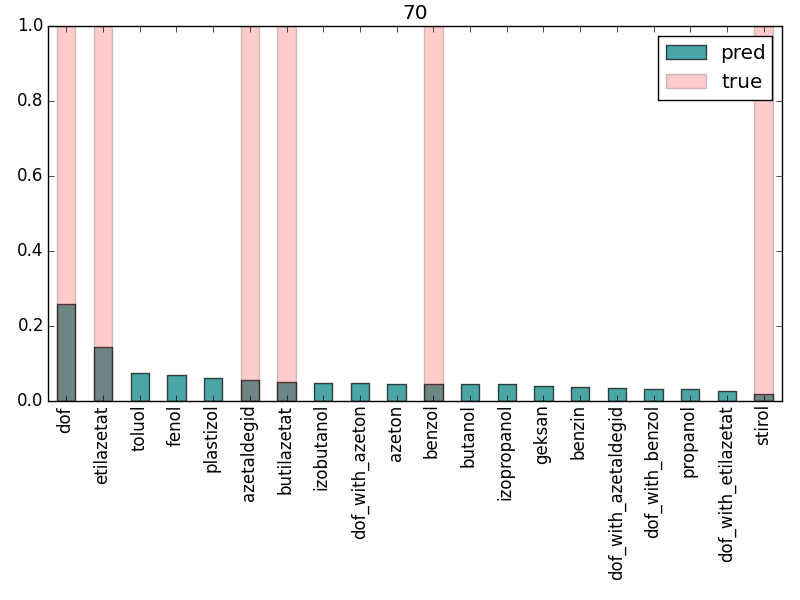 70
1.0
0.8
0.6
0.4
0.2
0.0
pred
true
dof
etilazetat
toluol
fenol
plastizol
azetaldegid
butilazetat
izobutanol
dof_with_azeton
azeton
benzol
butanol
izopropanol
geksan
benzin
dof_with_azetaldegid
dof_with_benzol
propanol
dof_with_etilazetat
stirol